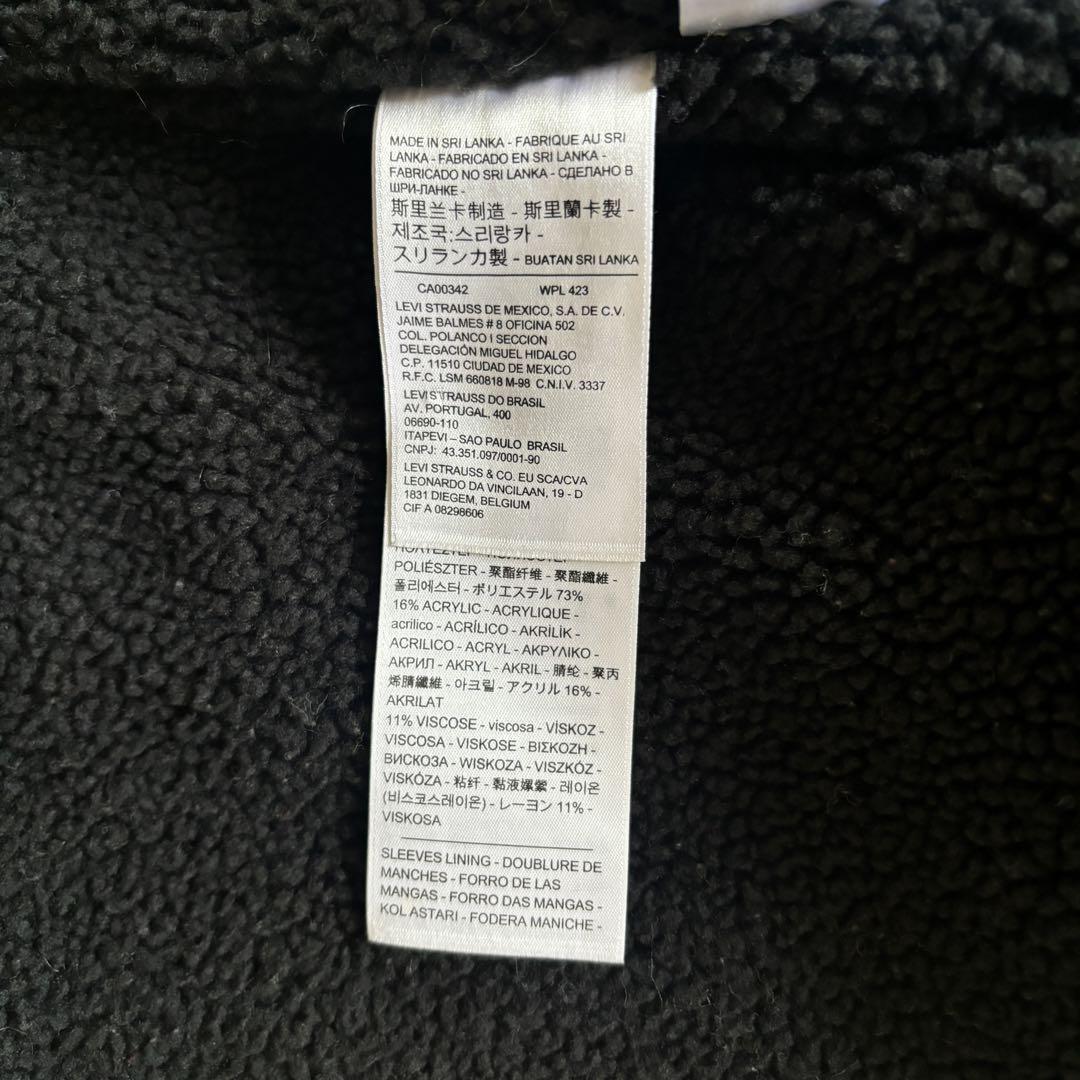 MADE IN SRI LANKA - FABRIQUE AU SRI
LANKA - FABRICADO EN SRI LANKA -
FABRICADO NO SRI LANKA - СДЕЛАНО В
ШРИ-ЛАНКЕ -
斯里兰卡制造 - 斯里蘭卡製 -
제조국:스리랑카 -
スリランカ製 - BUATAN SRI LANKA
CA00342 WPL 423
LEVI STRAUSS DE MEXICO, S.A. DE C.V.
JAIME BALMES # 8 OFICINA 502
COL. POLANCO I SECCION
DELEGACIÓN MIGUEL HIDALGO
C.P. 11510 CIUDAD DE MEXICO
R.F.C. LSM 660818 M-98 C.N.I.V. 3337
LEVI STRAUSS DO BRASIL
AV. PORTUGAL, 400
06690-110
ITAPEVI – SAO PAULO BRASIL
CNPJ: 43.351.097/0001-90
LEVI STRAUSS & CO. EU SCA/CVA
LEONARDO DA VINCILAAN, 19 - D
1831 DIEGEM, BELGIUM
CIF A 08298606
POLIÉSZTER - 聚酯纤维 - 聚酯纖維 -
폴리에스터 - ポリエステル 73%
16% ACRYLIC - ACRYLIQUE -
acrilico - ACRÍLICO - AKRİLİK -
ACRILICO - ACRYL - ΑΚΡΥΛΙΚΟ -
АКРИЛ - AKRYL - AKRIL - 腈纶 - 聚丙
烯腈纖維 - 아크릴 - アクリル 16% -
AKRILAT
11% VISCOSE - viscosa - VİSKOZ -
VISCOSA - VISKOSE - ΒΙΣΚΟΖΗ -
ВИСКОЗА - WISKOZA - VISZKÓZ -
VISKÓZA - 粘纤 - 黏液嫘縈 - 레이온
(비스코스레이온) - レーヨン 11% -
VISKOSA
SLEEVES LINING - DOUBLURE DE
MANCHES - FORRO DE LAS
MANGAS - FORRO DAS MANGAS -
KOL ASTARI - FODERA MANICHE -